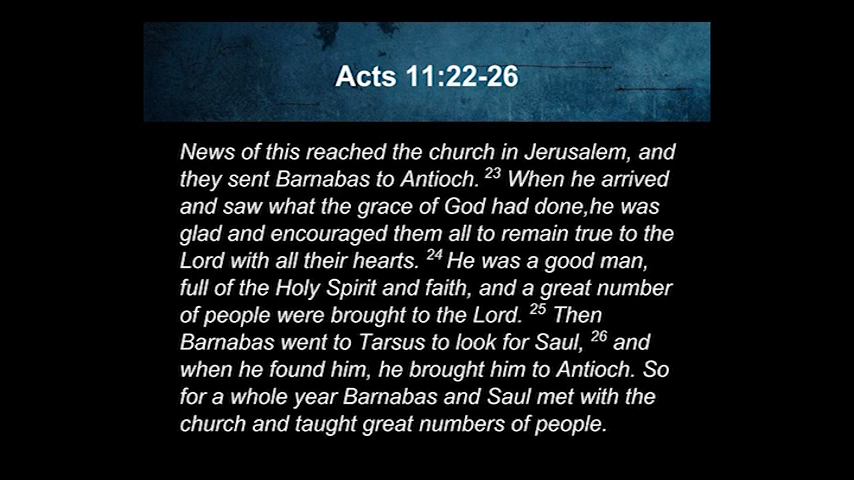 Acts 11:22-26
News of this reached the church in Jerusalem, and
they sent Barnabas to Antioch. 23 When he arrived
and saw what the grace of God had done,he was
glad and encouraged them all to remain true to the
Lord with all their hearts. 24 He was a good man,
full of the Holy Spirit and faith, and a great number
of people were brought to the Lord. 25 Then
Barnabas went to Tarsus to look for Saul, 26 and
when he found him, he brought him to Antioch. So
for a whole year Barnabas and Saul met with the
church and taught great numbers of people.